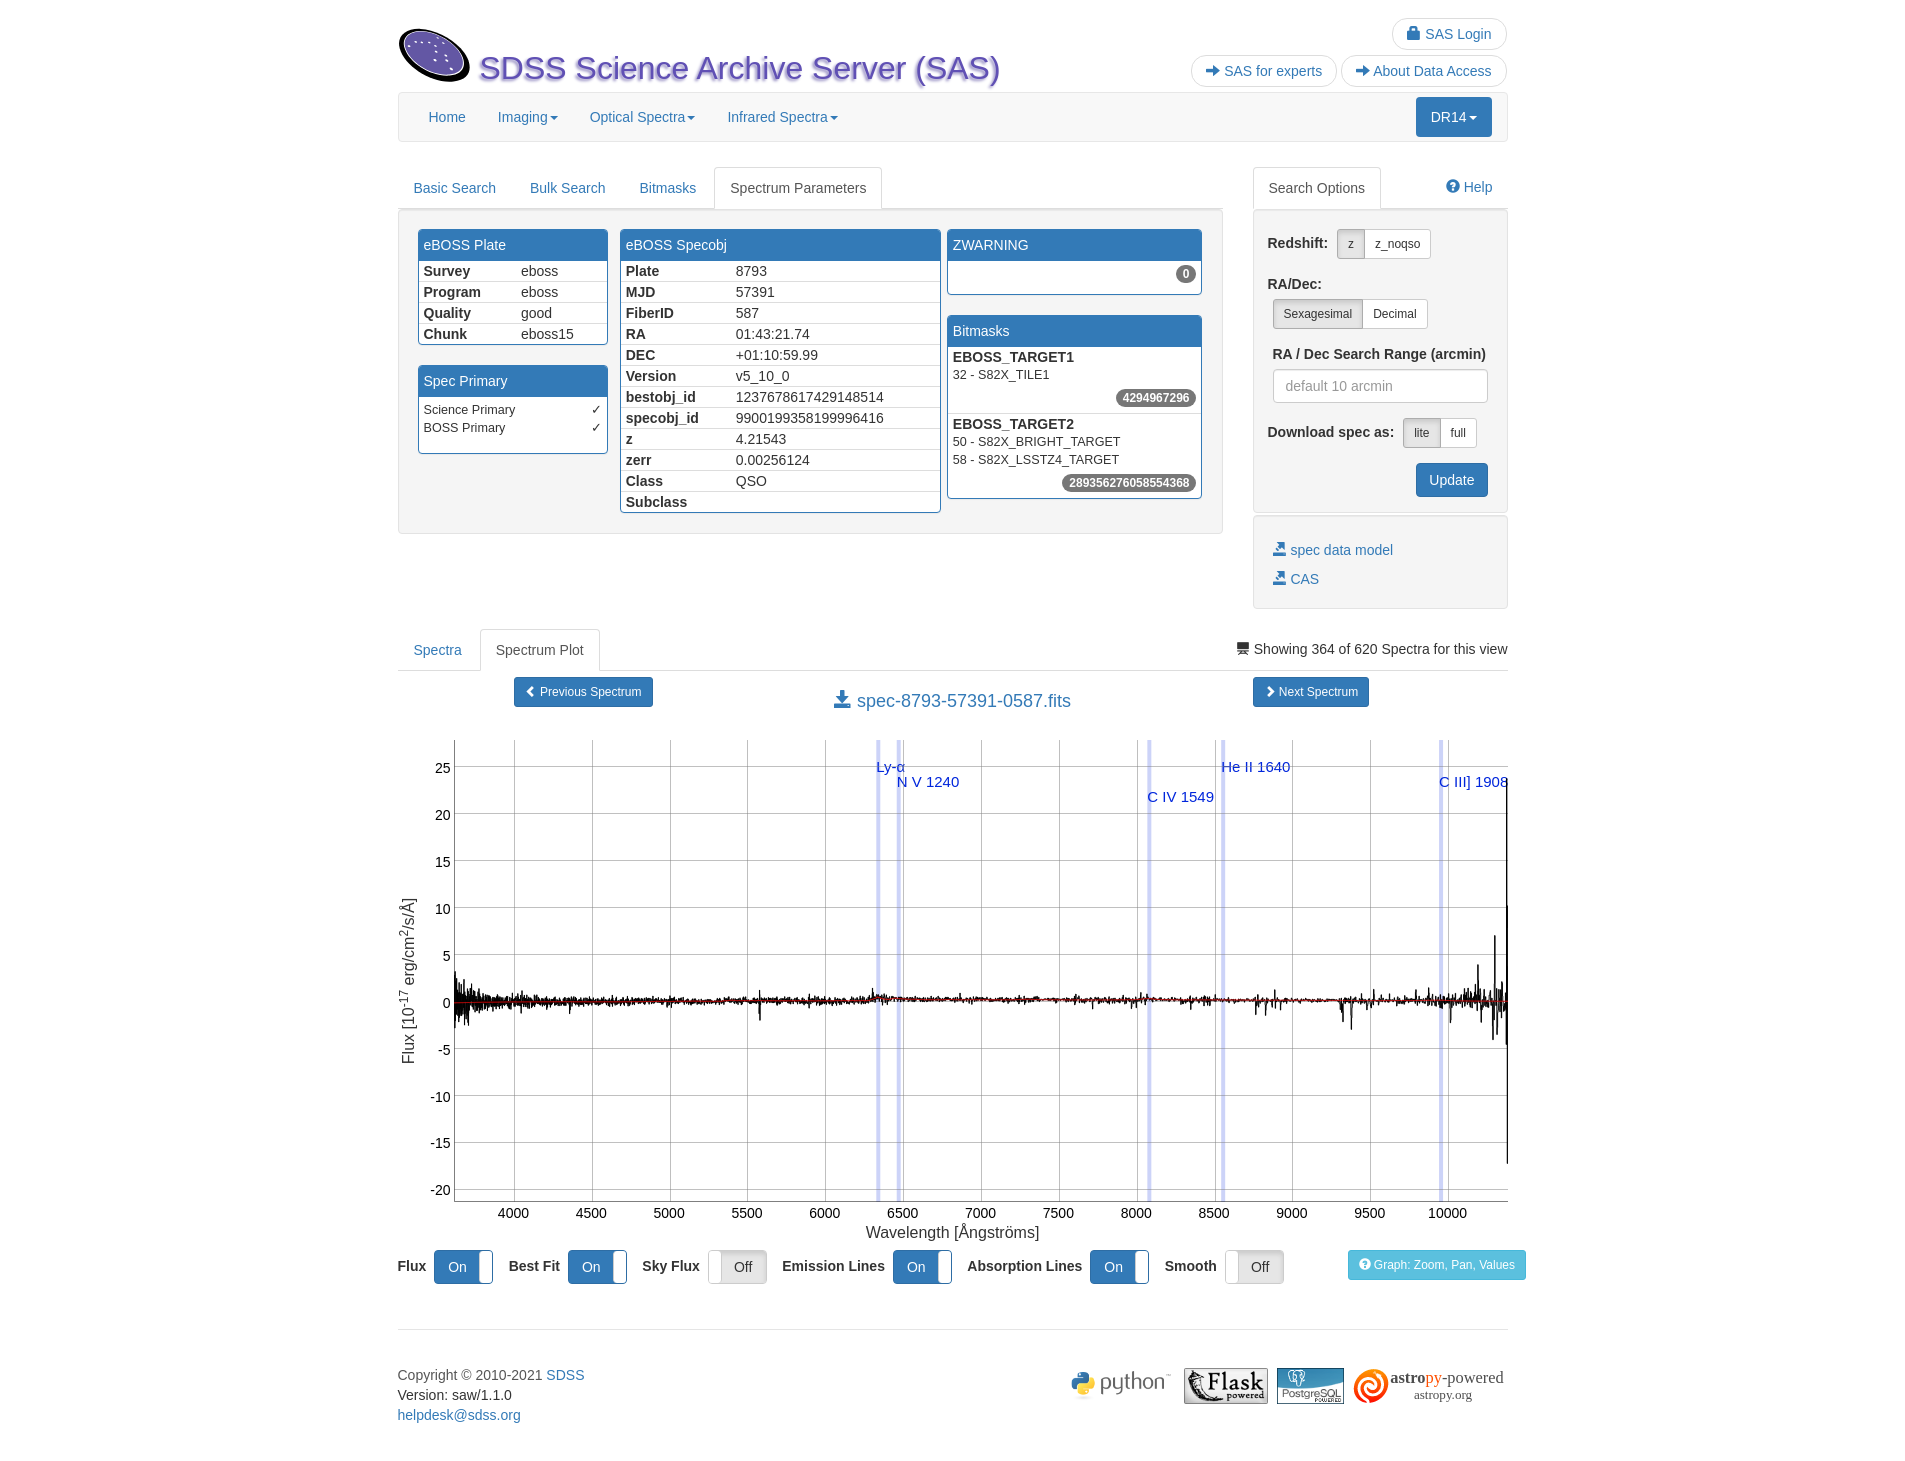 SAS Login
SDSS Science Archive Server (SAS)
SAS for experts
About Data Access
Home
Imaging
Optical Spectra
Infrared Spectra
DR14
Basic Search
Bulk Search
Bitmasks
Spectrum Parameters
Search Options
Help
eBOSS Plate
Survey eboss
Program eboss
Quality good
Chunk eboss15
Spec Primary
Science Primary ✓
BOSS Primary ✓
eBOSS Specobj
Plate 8793
MJD 57391
FiberID 587
RA 01:43:21.74
DEC +01:10:59.99
Version v5_10_0
bestobj_id 1237678617429148514
specobj_id 9900199358199996416
z 4.21543
zerr 0.00256124
Class QSO
Subclass
ZWARNING
0
Bitmasks
EBOSS_TARGET1
32 - S82X_TILE1
4294967296
EBOSS_TARGET2
50 - S82X_BRIGHT_TARGET
58 - S82X_LSSTZ4_TARGET
289356276058554368
Redshift: z z_noqso
RA/Dec:
Sexagesimal Decimal
RA / Dec Search Range (arcmin)
default 10 arcmin
Download spec as: lite full
Update
spec data model
CAS
Spectra
Spectrum Plot
Showing 364 of 620 Spectra for this view
Previous Spectrum
spec-8793-57391-0587.fits
Next Spectrum
Ly-α
N V 1240
C IV 1549
He II 1640
C III] 1908
25
20
15
10
5
0
-5
-10
-15
-20
Flux [10-17 erg/cm2/s/Å]
4000 4500 5000 5500 6000 6500 7000 7500 8000 8500 9000 9500 10000
Wavelength [Ångströms]
Flux On
Best Fit On
Sky Flux Off
Emission Lines On
Absorption Lines On
Smooth Off
Graph: Zoom, Pan, Values
Copyright © 2010-2021 SDSS
Version: saw/1.1.0
helpdesk@sdss.org
python
Flask
powered
PostgreSQL
POWERED
astropy-powered
astropy.org